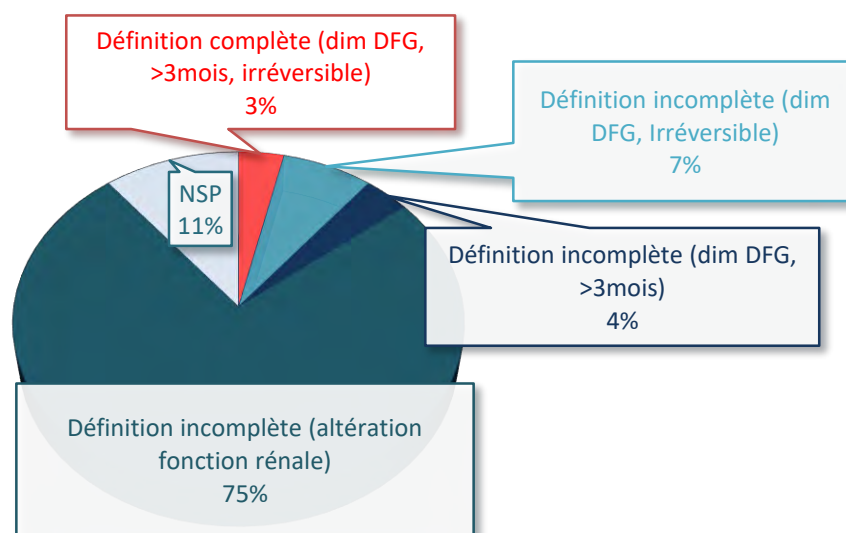 Définition complète (dim DFG,
>3mois, irréversible)
3%
Définition incomplète (dim
DFG, Irréversible)
7%
NSP
11%
Définition incomplète (dim DFG,
>3mois)
4%
Définition incomplète (altération
fonction rénale)
75%